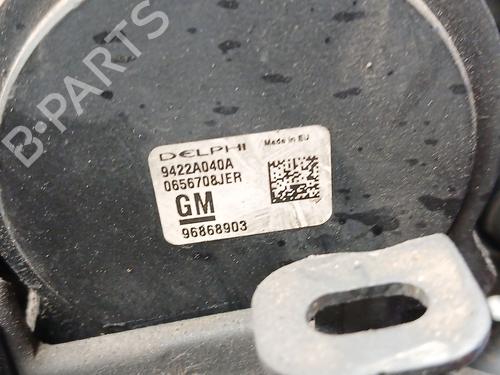 B-PARTS
DELPHI
Made in EU
9422A040A
0656708JER
GM
96868903